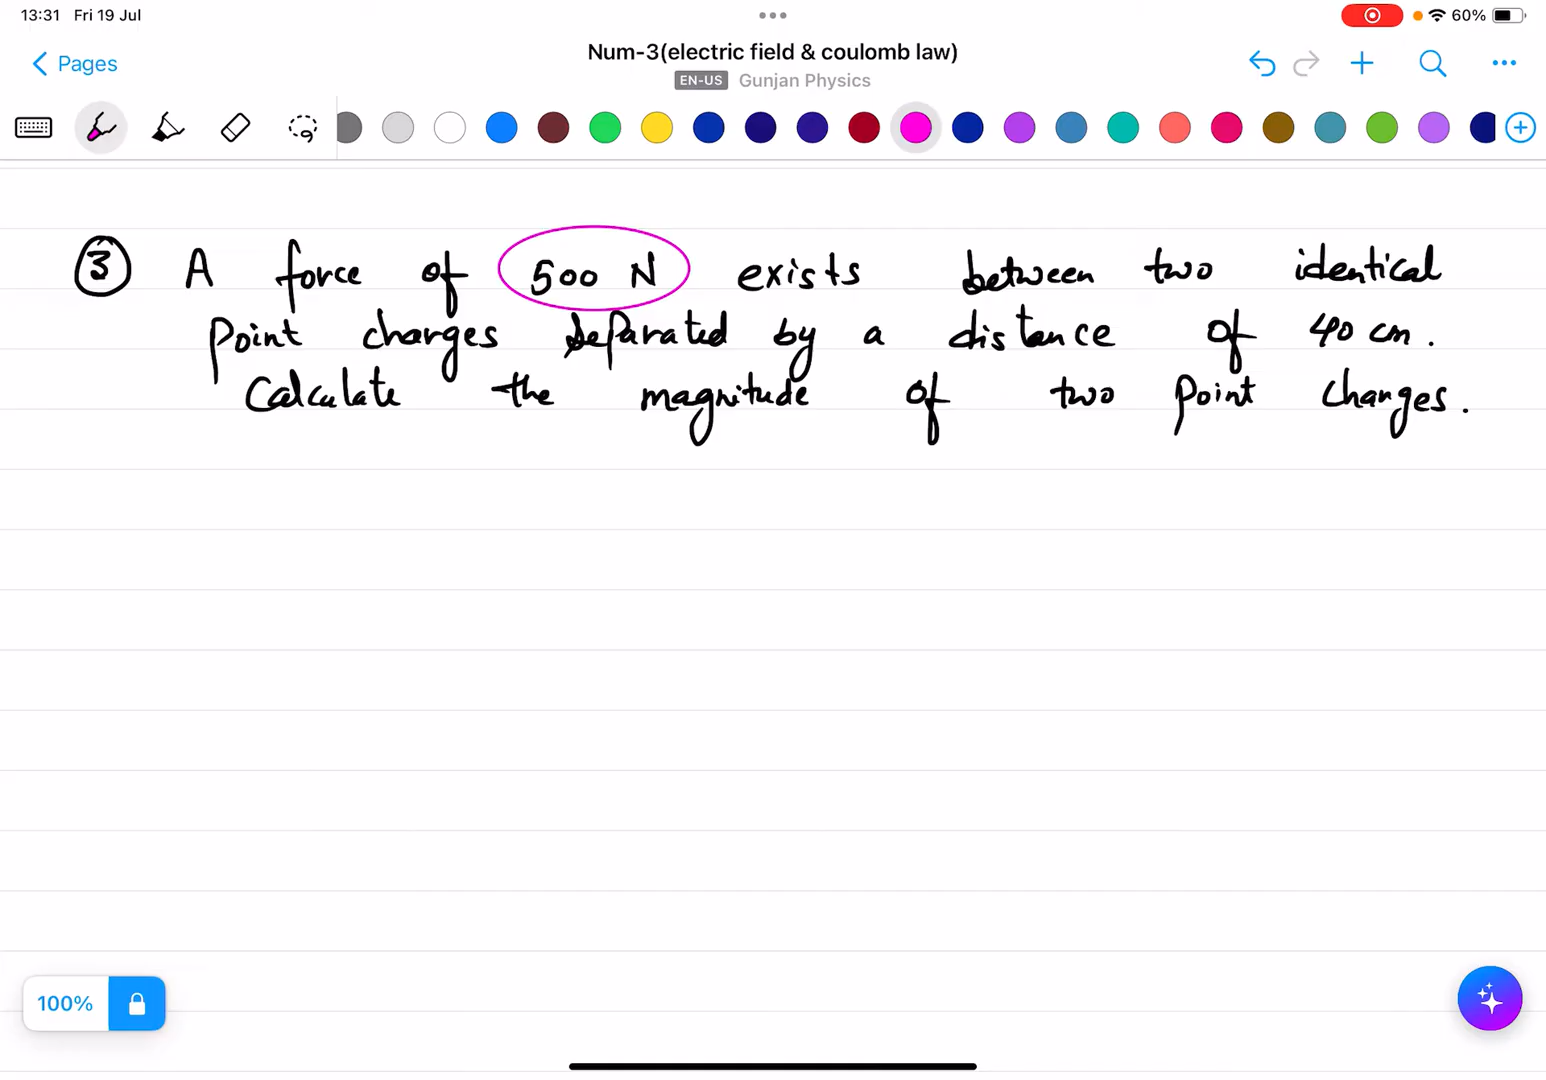 13:31 Fri 19 Jul
60%
Pages
Num-3(electric field & coulomb law)
EN-US Gunjan Physics
3 A force of 500 N exists between two identical
point charges separated by a distance of 40 cm.
Calculate the magnitude of two point charges.
100%